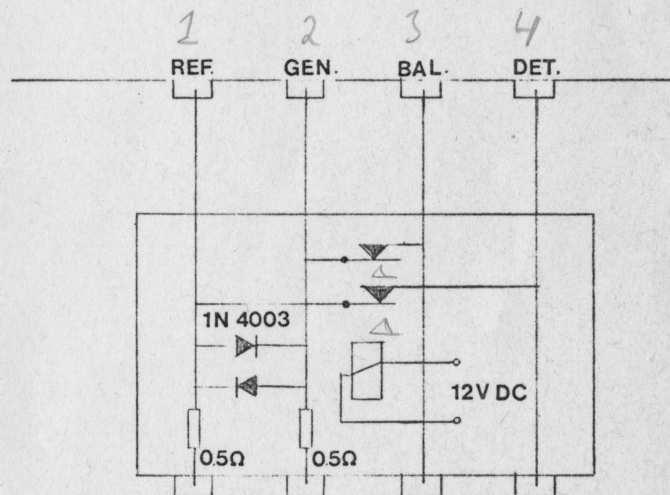 1 2 3 4
REF. GEN. BAL. DET.
1N 4003
12V DC
0.5Ω 0.5Ω